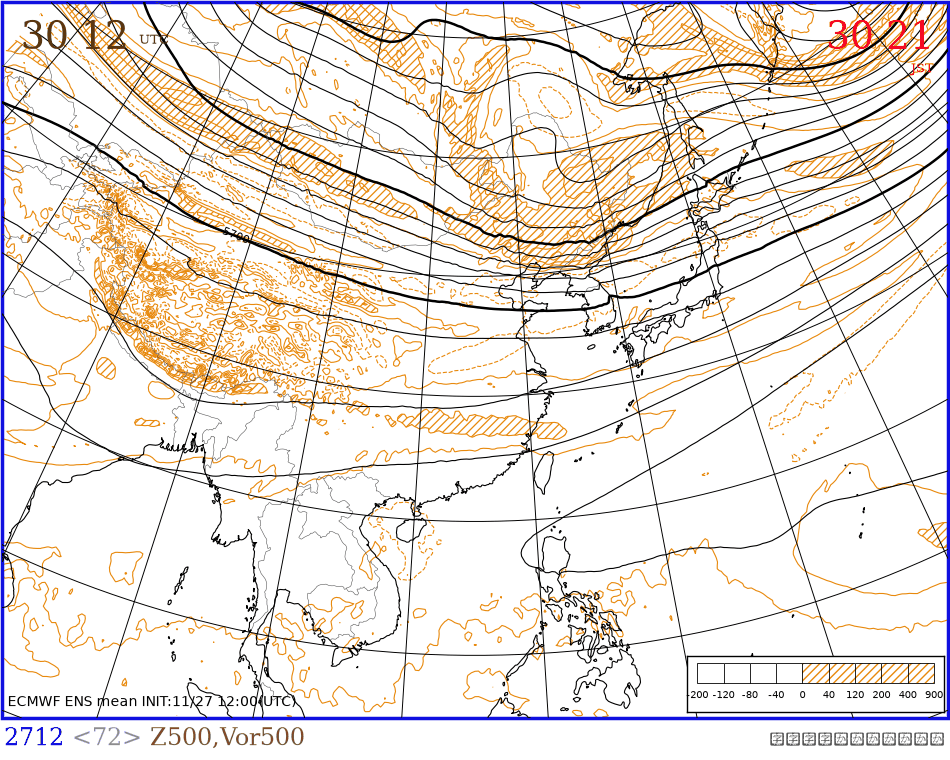 30 12 UTC
30 21 JST
5700
ECMWF ENS mean INIT:11/27 12:00(UTC)
-200 -120 -80 -40 0 40 120 200 400 900
2712 <72> Z500,Vor500